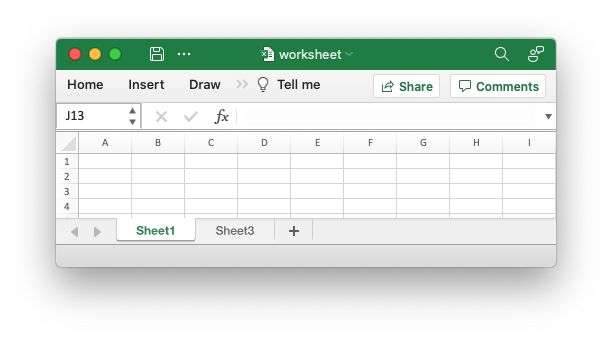 worksheet
Home Insert Draw Tell me Share Comments
J13 fx
A B C D E F G H I
1
2
3
4
Sheet1 Sheet3 +